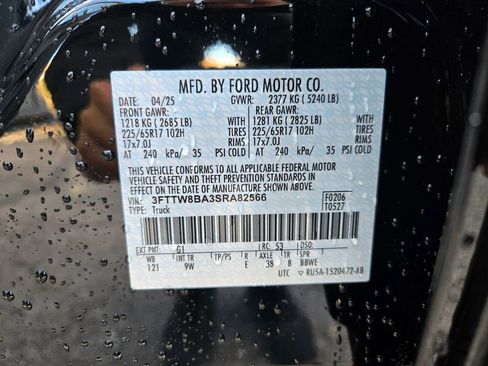 MFD. BY FORD MOTOR CO.
DATE: 04/25 GVWR: 2377 KG ( 5240 LB)
FRONT GAWR: REAR GAWR:
1218 KG ( 2685 LB) WITH 1281 KG ( 2825 LB) WITH
225/65R17 102H TIRES 225/65R17 102H TIRES
17x7.0J RIMS 17x7.0J RIMS
AT 240 kPa/ 35 PSI COLD AT 240 kPa/ 35 PSI COLD
THIS VEHICLE CONFORMS TO ALL APPLICABLE FEDERAL MOTOR
VEHICLE SAFETY AND THEFT PREVENTION STANDARDS IN
EFFECT ON THE DATE OF MANUFACTURE SHOWN ABOVE.
VIN: 3FTTW8BA3SRA82566 F0206
TYPE: Truck T0527
EXT PNT: G1 RC: 53 DSO:
WB INT TR TP/PS R AX TR SPR
121 9W E 38 8 BBWE
UTC RU5A-1520472-AB